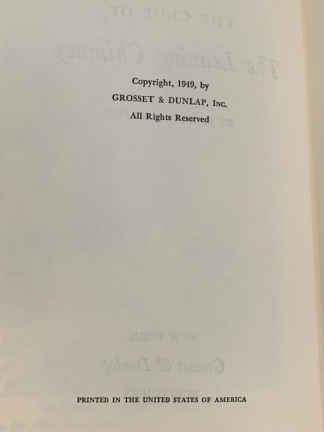 Copyright, 1949, by
GROSSET & DUNLAP, Inc.
All Rights Reserved
PRINTED IN THE UNITED STATES OF AMERICA